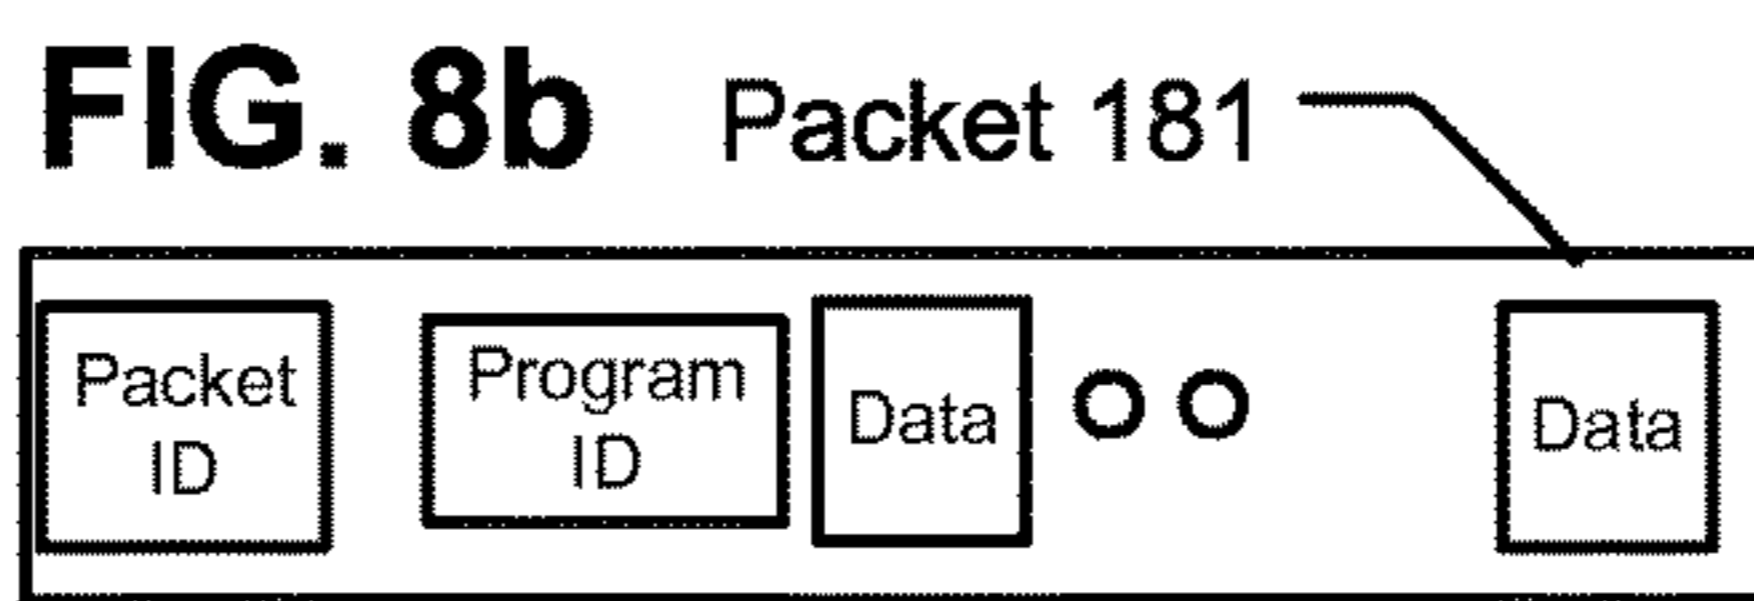 FIG. 8b Packet 181
Packet
ID
Program
ID
Data
Data